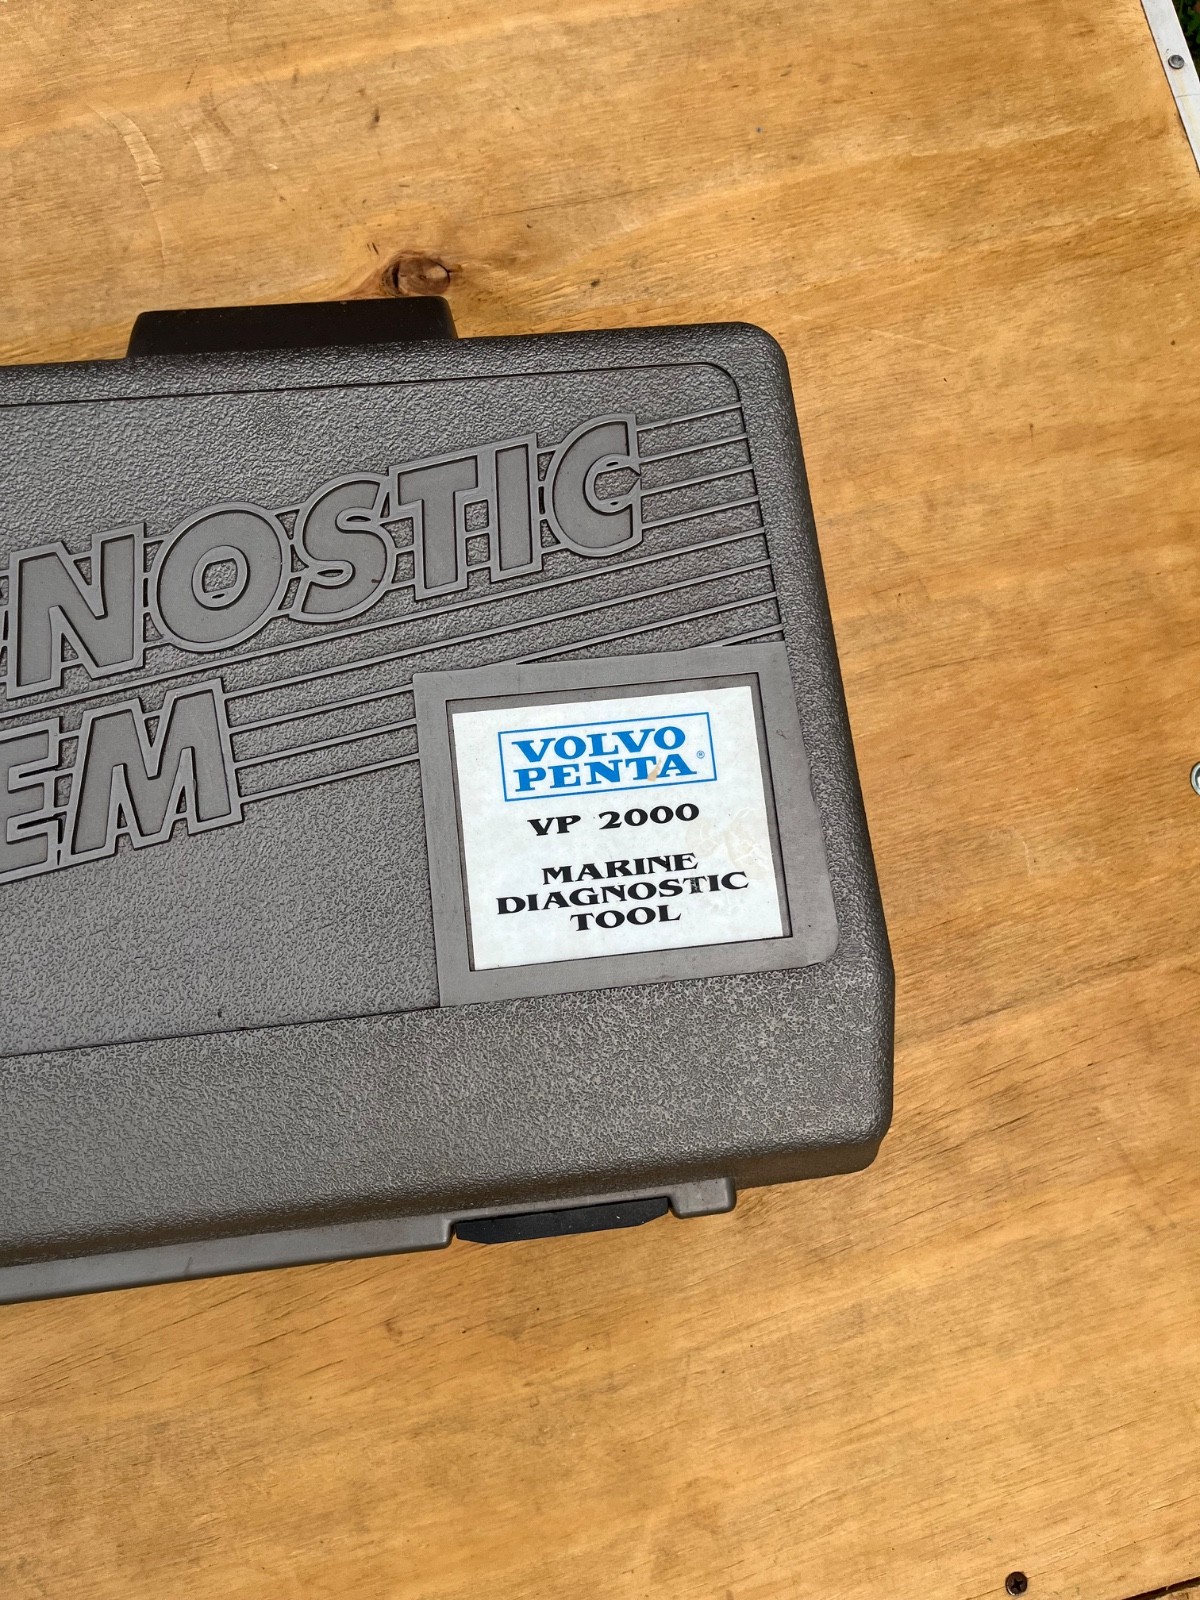 NOSTIC
EM
VOLVO
PENTA®
VP 2000
MARINE
DIAGNOSTIC
TOOL